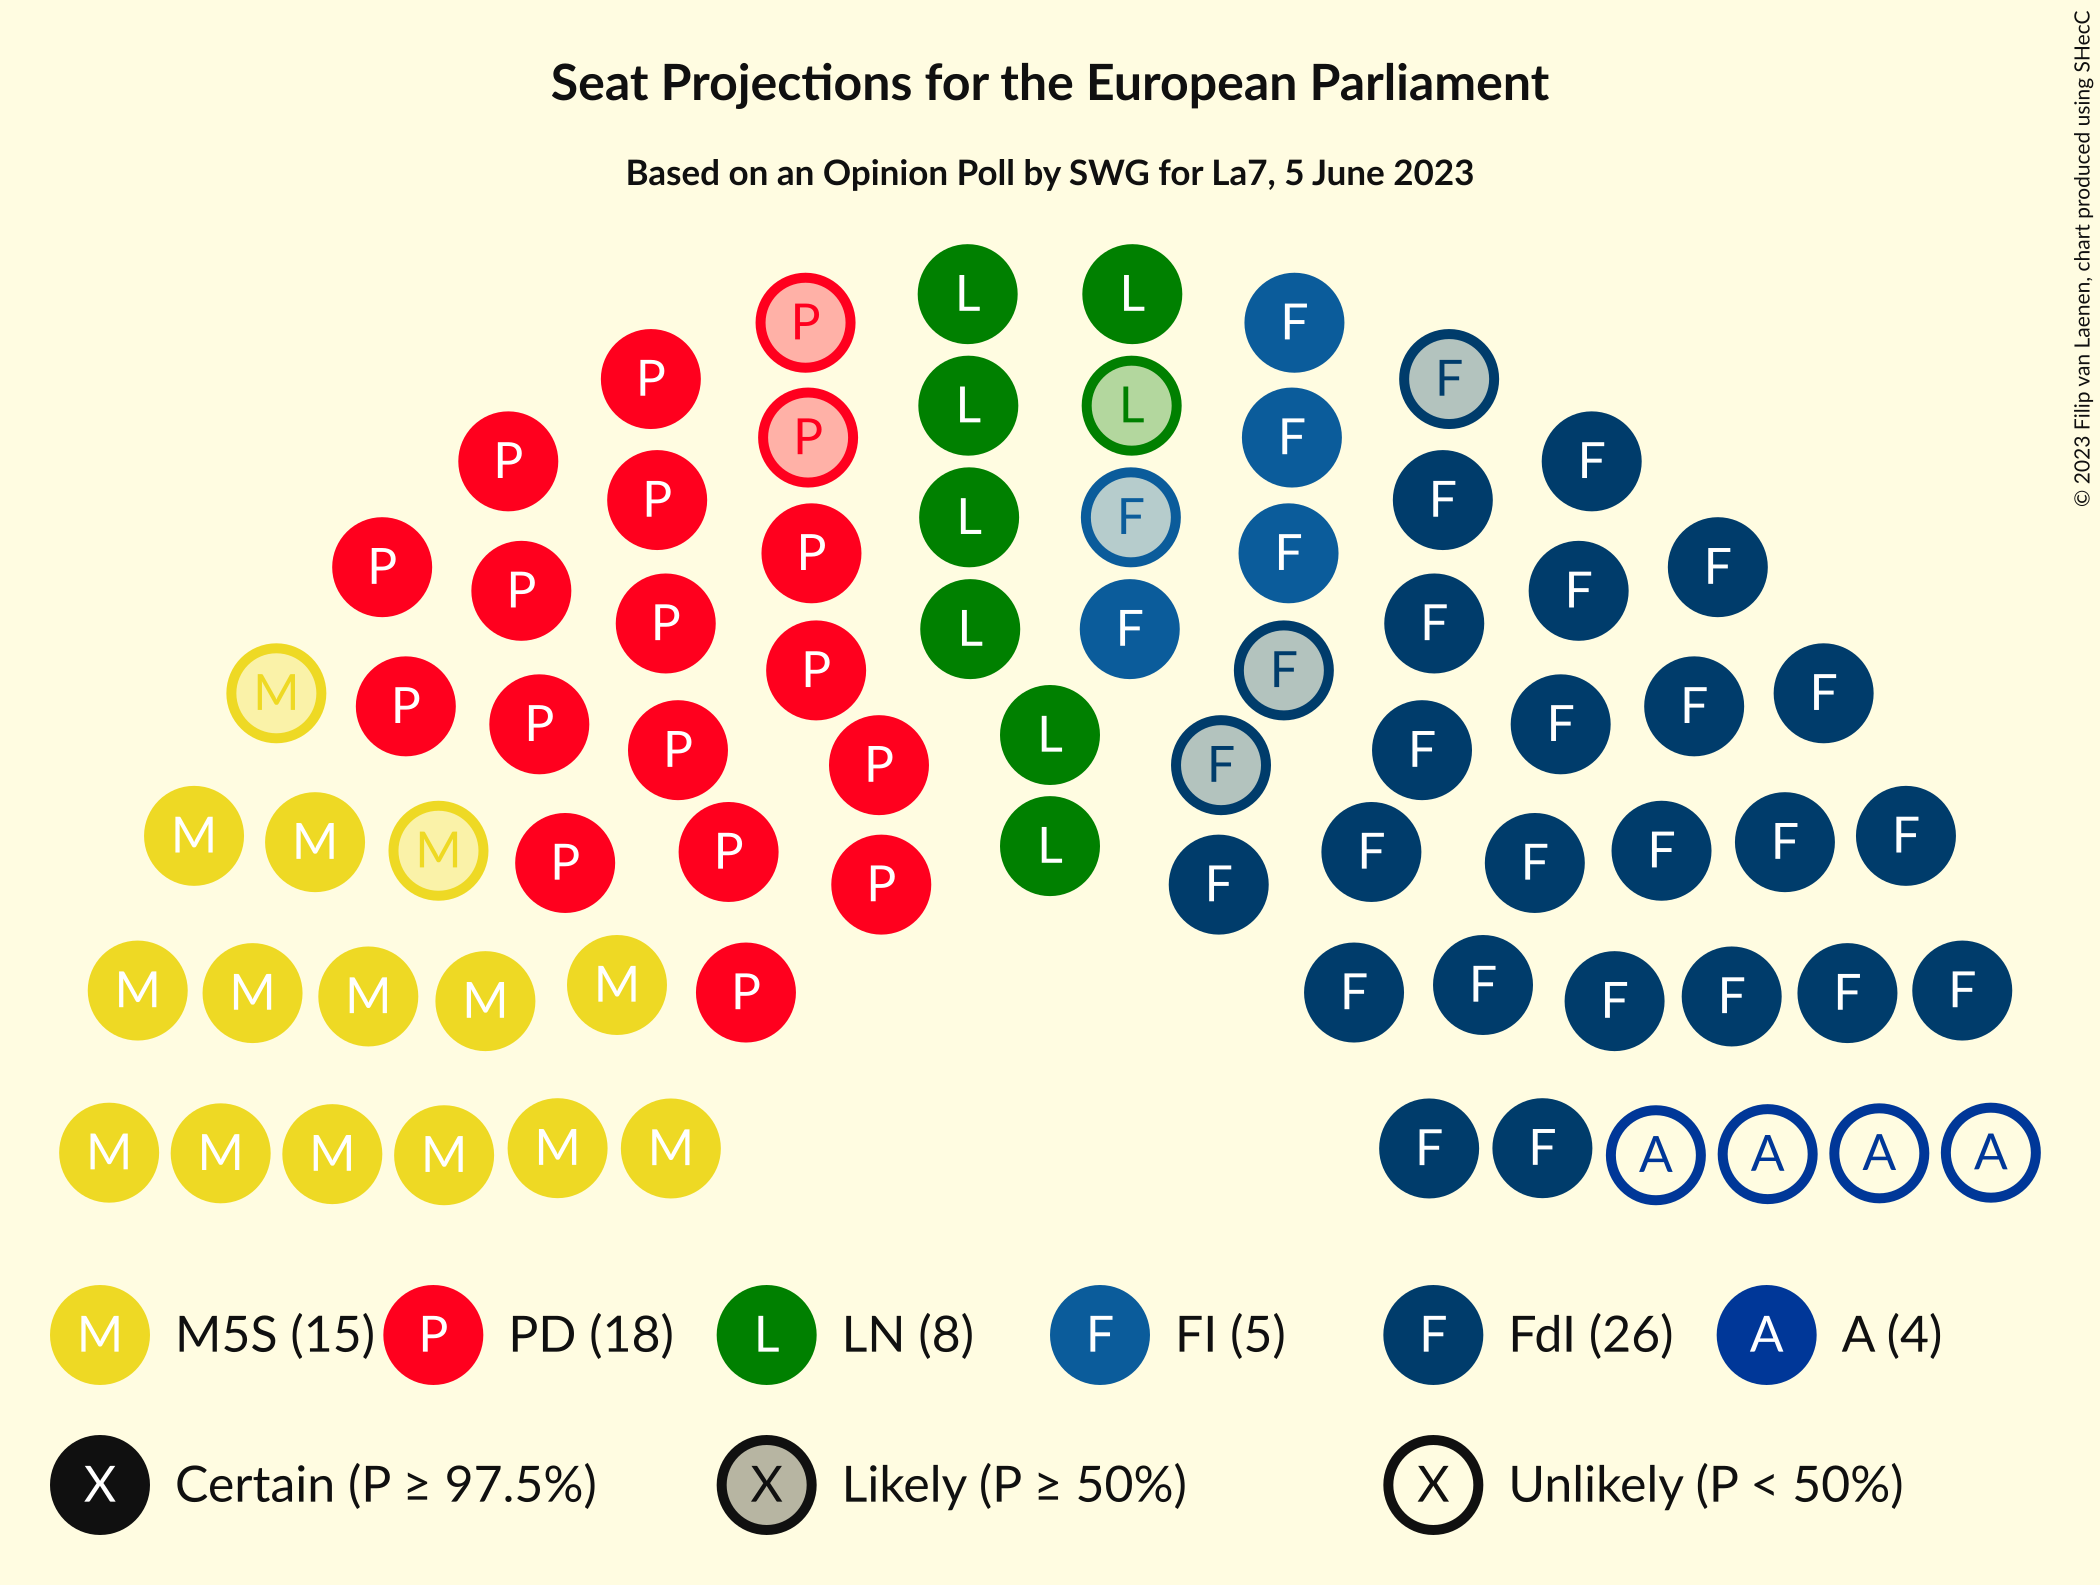 Seat Projections for the European Parliament
Based on an Opinion Poll by SWG for La7, 5 June 2023
© 2023 Filip van Laenen, chart produced using SHecC
L L
P F
P F
L L
P F
P F
P F
L F
P F
P F
P F
P F
L F
P F
P F
M F
P F
P F
P F
L
P F
M F
M F
L
M F
P F
P F
P F
M F
M F
M F
M F
M F
P F
M M M M M M F F A A A A
M M5S (15) P PD (18) L LN (8) F FI (5) F FdI (26) A A (4)
X Certain (P ≥ 97.5%) X Likely (P ≥ 50%) X Unlikely (P < 50%)